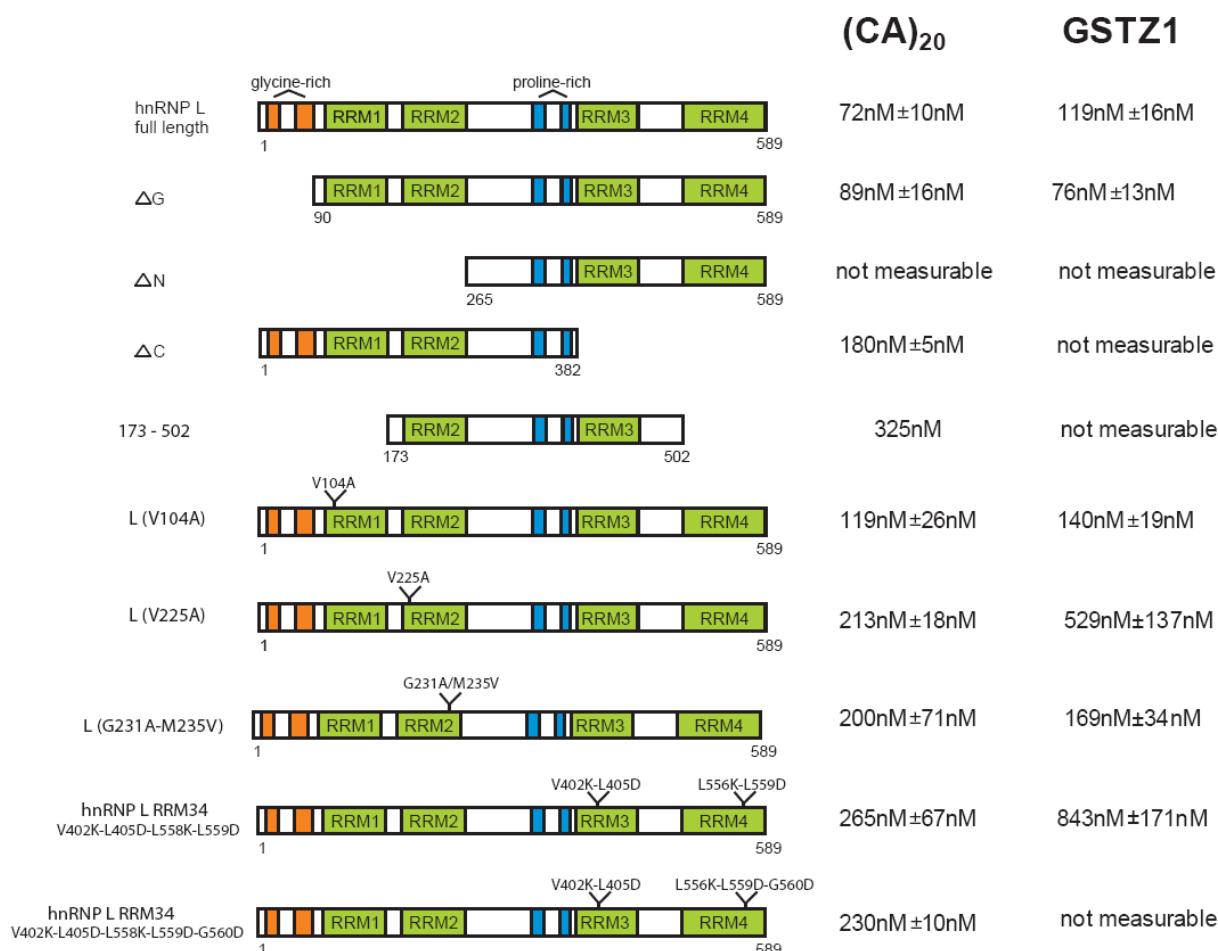 (CA)20 GSTZ1
glycine-rich proline-rich
hnRNP L
full length
RRM1 RRM2 RRM3 RRM4 72nM±10nM 119nM±16nM
1 589
△G RRM1 RRM2 RRM3 RRM4 89nM±16nM 76nM±13nM
90 589
△N RRM3 RRM4 not measurable not measurable
265 589
△C RRM1 RRM2 180nM±5nM not measurable
1 382
173 - 502 RRM2 RRM3 325nM not measurable
173 502
V104A
L (V104A) RRM1 RRM2 RRM3 RRM4 119nM±26nM 140nM±19nM
1 589
V225A
L (V225A) RRM1 RRM2 RRM3 RRM4 213nM±18nM 529nM±137nM
1 589
G231A/M235V
L (G231A-M235V) RRM1 RRM2 RRM3 RRM4 200nM±71nM 169nM±34nM
1 589
V402K-L405D L556K-L559D
hnRNP L RRM34
V402K-L405D-L558K-L559D
RRM1 RRM2 RRM3 RRM4 265nM±67nM 843nM±171nM
1 589
V402K-L405D L556K-L559D-G560D
hnRNP L RRM34
V402K-L405D-L558K-L559D-G560D
RRM1 RRM2 RRM3 RRM4 230nM±10nM not measurable
1 589